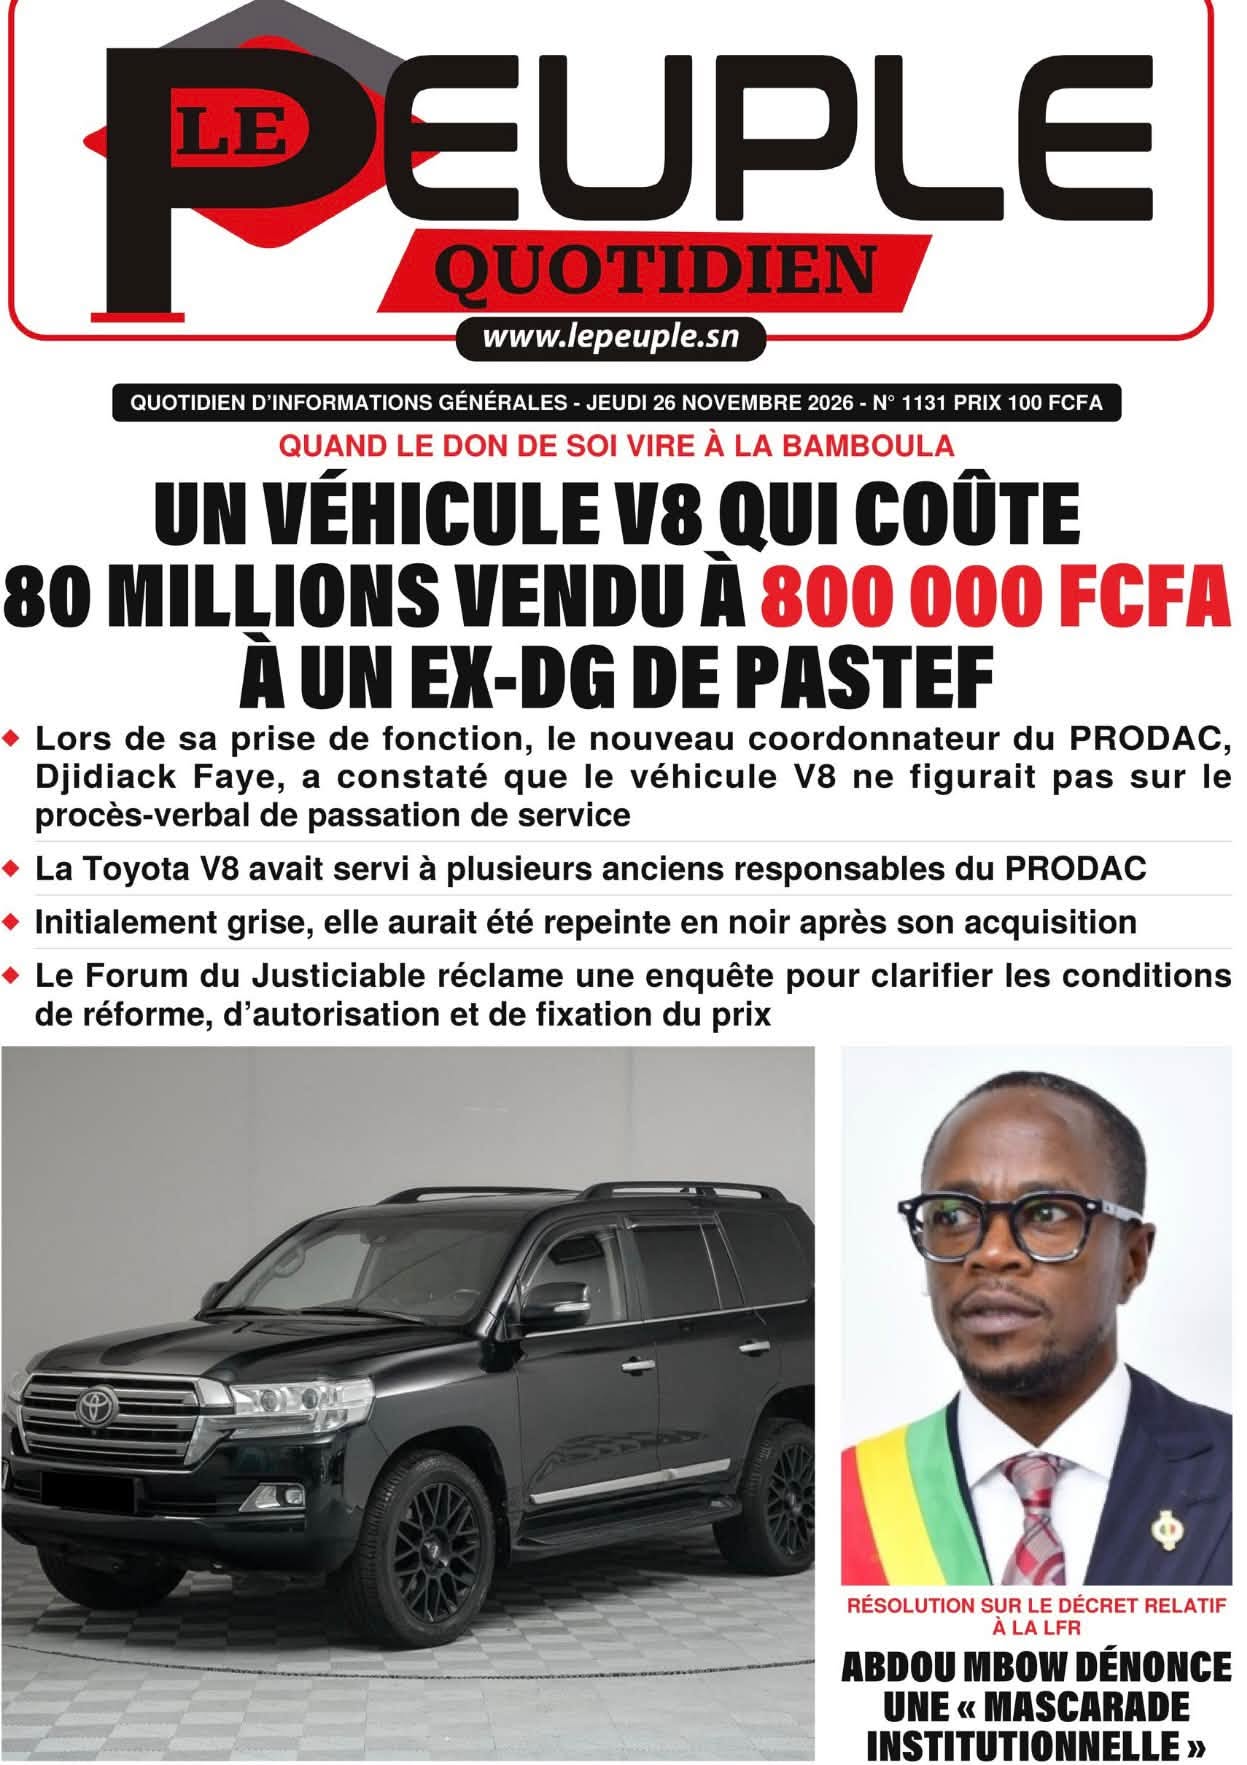 LE PEUPLE
QUOTIDIEN
www.lepeuple.sn
QUOTIDIEN D’INFORMATIONS GÉNÉRALES - JEUDI 26 NOVEMBRE 2026 - N° 1131 PRIX 100 FCFA
QUAND LE DON DE SOI VIRE À LA BAMBOULA
UN VÉHICULE V8 QUI COÛTE
80 MILLIONS VENDU À 800 000 FCFA
À UN EX-DG DE PASTEF
Lors de sa prise de fonction, le nouveau coordonnateur du PRODAC,
Djidiack Faye, a constaté que le véhicule V8 ne figurait pas sur le
procès-verbal de passation de service
La Toyota V8 avait servi à plusieurs anciens responsables du PRODAC
Initialement grise, elle aurait été repeinte en noir après son acquisition
Le Forum du Justiciable réclame une enquête pour clarifier les conditions
de réforme, d’autorisation et de fixation du prix
RÉSOLUTION SUR LE DÉCRET RELATIF
À LA LFR
ABDOU MBOW DÉNONCE
UNE « MASCARADE
INSTITUTIONNELLE »